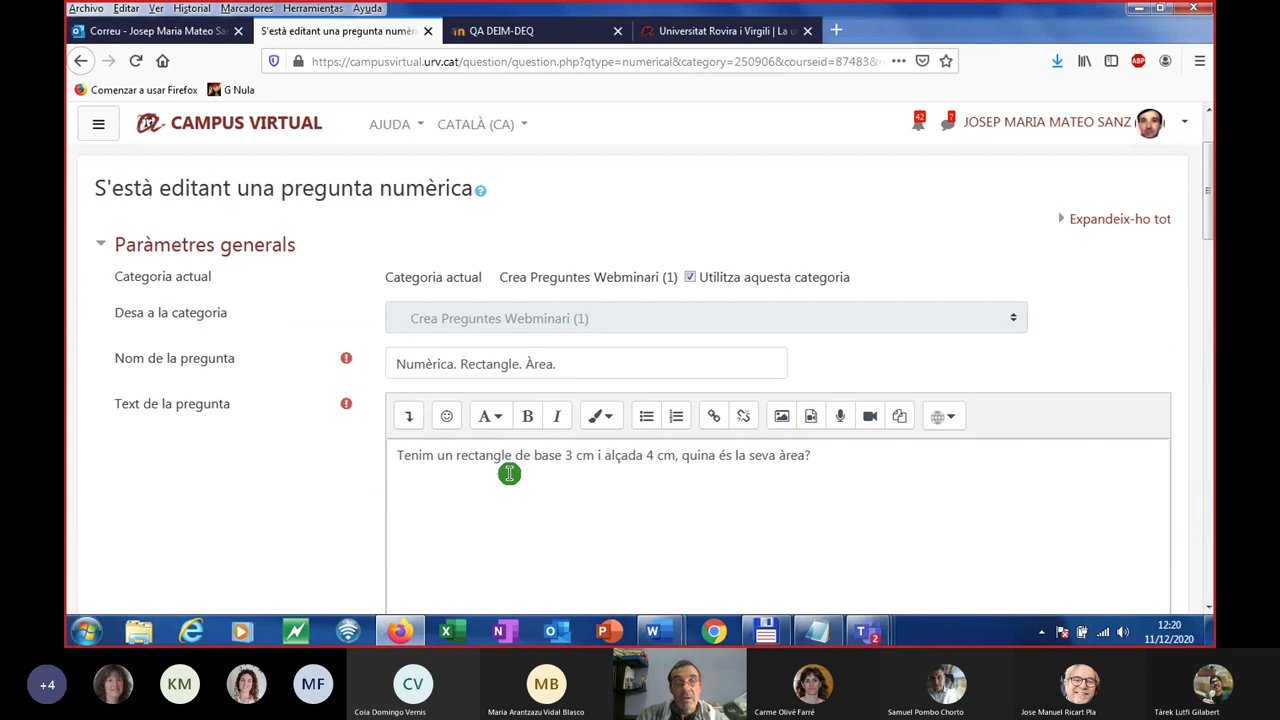 Archivo Editar Ver Historial Marcadores Herramientas Ayuda
Correu - Josep Maria Mateo San
S'està editant una pregunta numèri
QA DEIM-DEQ
Universitat Rovira i Virgili | La u
https://campusvirtual.urv.cat/question/question.php?qtype=numerical&category=250906&courseid=87483&
ABP
Comenzar a usar Firefox
G Nula
CAMPUS VIRTUAL
AJUDA
CATALÀ (CA)
42
7
JOSEP MARIA MATEO SANZ
S'està editant una pregunta numèrica
Expandeix-ho tot
Paràmetres generals
Categoria actual
Categoria actual
Crea Preguntes Webminari (1)
Utilitza aquesta categoria
Desa a la categoria
Crea Preguntes Webminari (1)
Nom de la pregunta
Numèrica. Rectangle. Àrea.
Text de la pregunta
A B I
Tenim un rectangle de base 3 cm i alçada 4 cm, quina és la seva àrea?
12:20
11/12/2020
+4
KM
MF
CV
Coia Domingo Vernis
MB
Maria Arantzazu Vidal Blasco
Carme Olivé Farré
Samuel Pombo Chorto
Jose Manuel Ricart Pla
Tárek Lutfi Gilabert